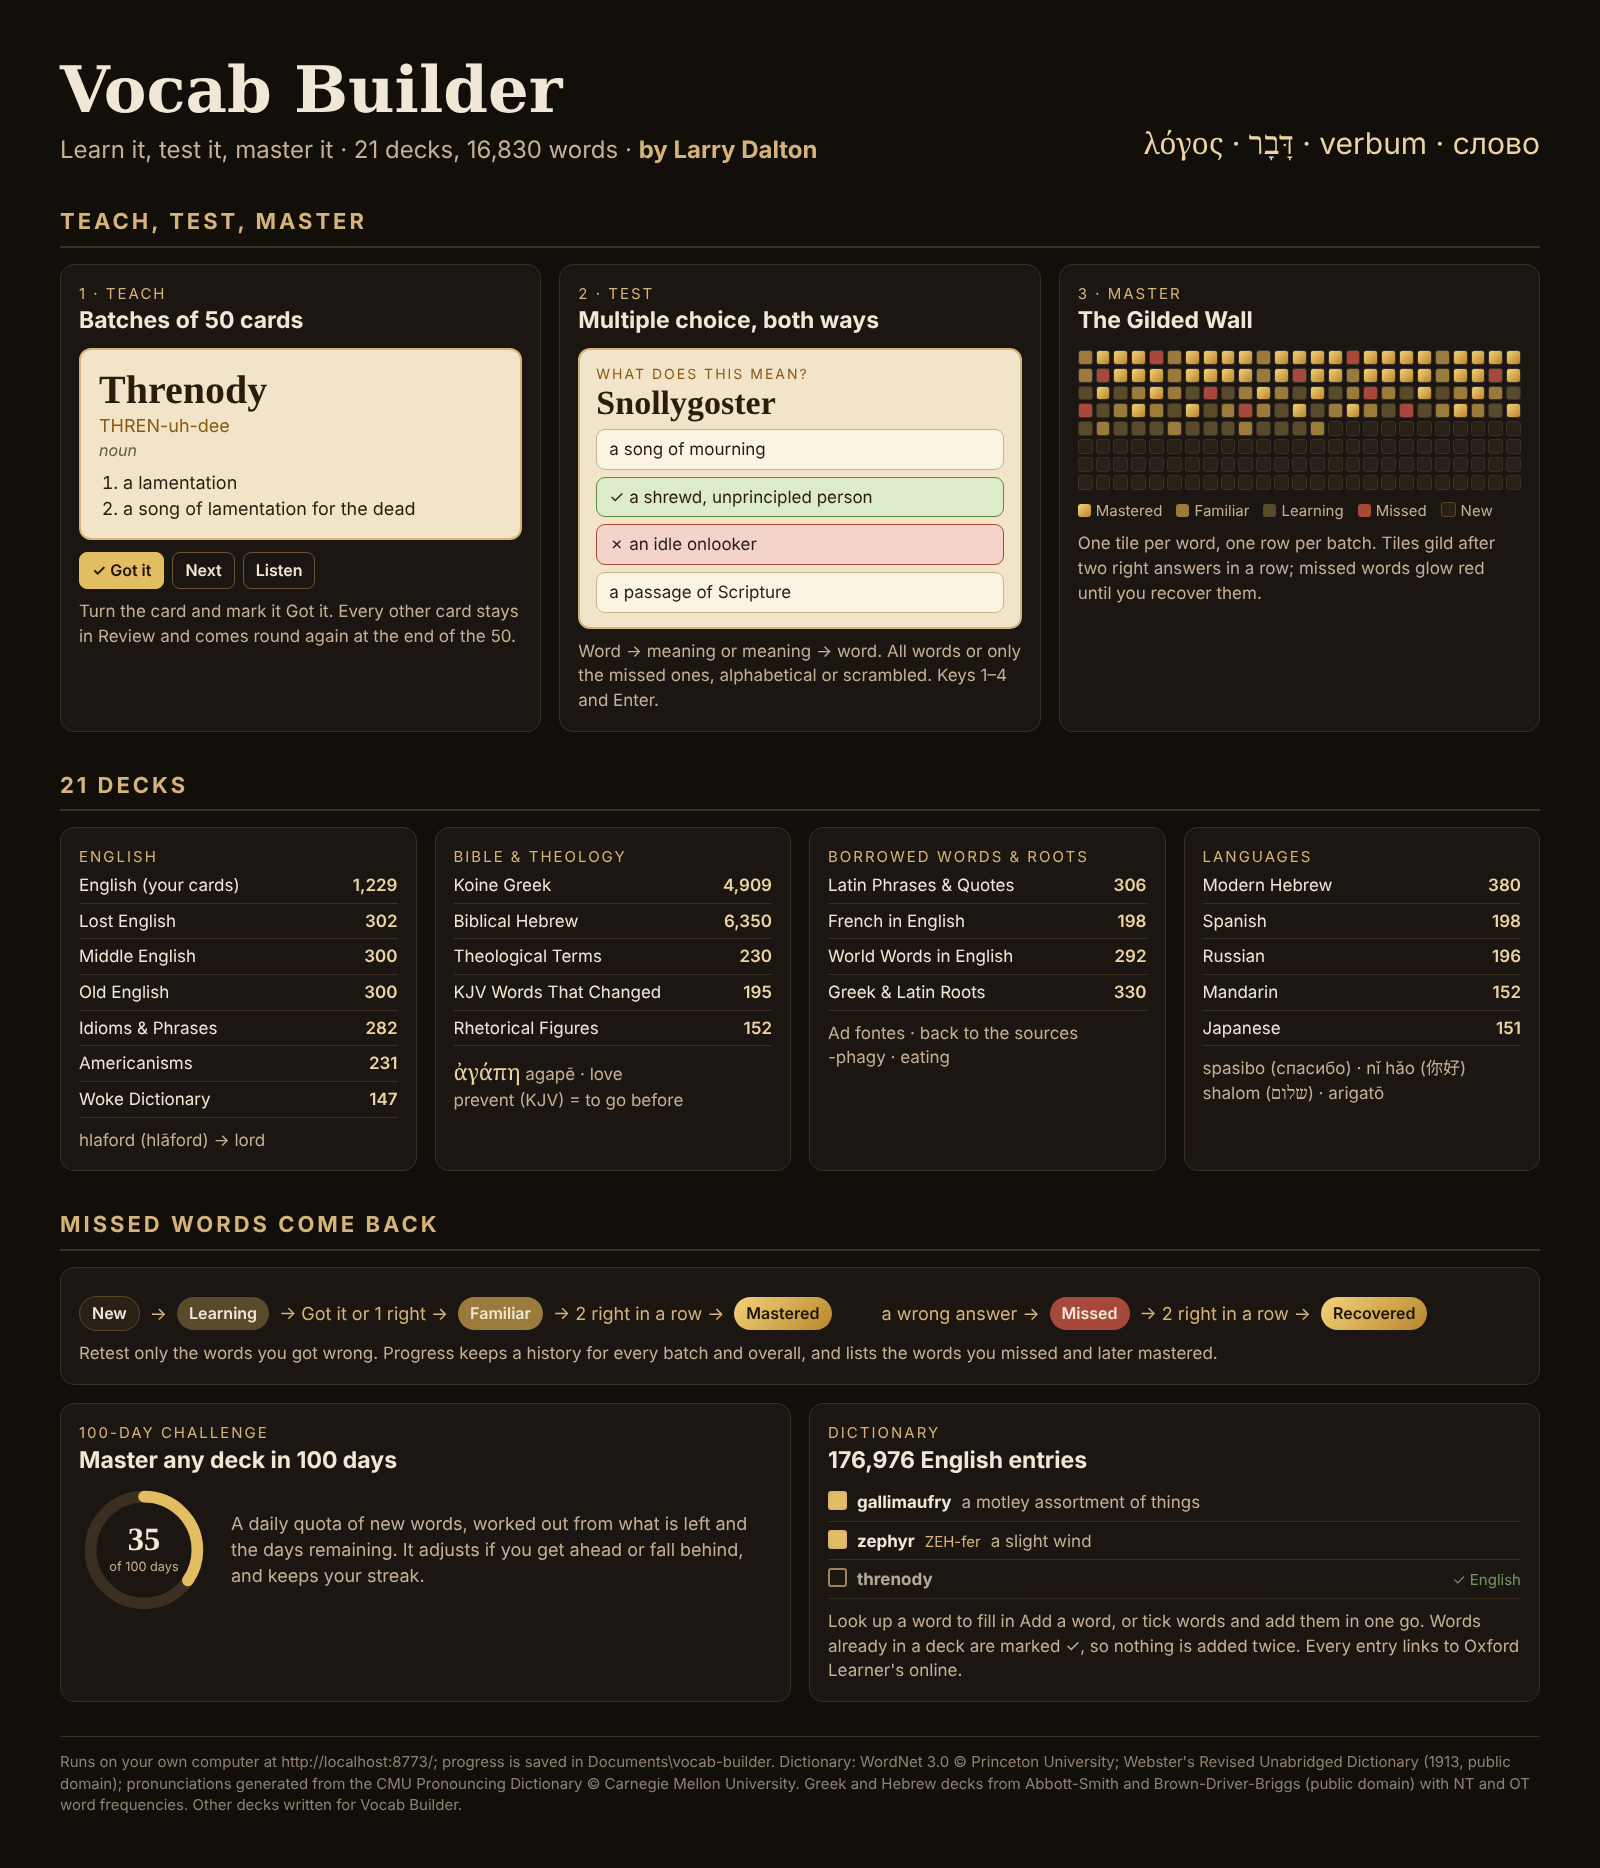 Vocab Builder
Learn it, test it, master it · 21 decks, 16,830 words · by Larry Dalton
λόγος · דָּבָר · verbum · слово
TEACH, TEST, MASTER
1 · TEACH
Batches of 50 cards
Threnody
THREN-uh-dee
noun
1. a lamentation
2. a song of lamentation for the dead
✓ Got it
Next
Listen
Turn the card and mark it Got it. Every other card stays
in Review and comes round again at the end of the 50.
2 · TEST
Multiple choice, both ways
WHAT DOES THIS MEAN?
Snollygoster
a song of mourning
✓ a shrewd, unprincipled person
× an idle onlooker
a passage of Scripture
Word → meaning or meaning → word. All words or only
the missed ones, alphabetical or scrambled. Keys 1–4
and Enter.
3 · MASTER
The Gilded Wall
Mastered Familiar Learning Missed New
One tile per word, one row per batch. Tiles gild after
two right answers in a row; missed words glow red
until you recover them.
21 DECKS
ENGLISH
English (your cards) 1,229
Lost English 302
Middle English 300
Old English 300
Idioms & Phrases 282
Americanisms 231
Woke Dictionary 147
hlaford (hlāford) → lord
BIBLE & THEOLOGY
Koine Greek 4,909
Biblical Hebrew 6,350
Theological Terms 230
KJV Words That Changed 195
Rhetorical Figures 152
ἀγάπη agapē · love
prevent (KJV) = to go before
BORROWED WORDS & ROOTS
Latin Phrases & Quotes 306
French in English 198
World Words in English 292
Greek & Latin Roots 330
Ad fontes · back to the sources
-phagy · eating
LANGUAGES
Modern Hebrew 380
Spanish 198
Russian 196
Mandarin 152
Japanese 151
spasibo (спасибо) · nǐ hǎo (你好)
shalom (שלום) · arigatō
MISSED WORDS COME BACK
New → Learning → Got it or 1 right → Familiar → 2 right in a row → Mastered a wrong answer → Missed → 2 right in a row → Recovered
Retest only the words you got wrong. Progress keeps a history for every batch and overall, and lists the words you missed and later mastered.
100-DAY CHALLENGE
Master any deck in 100 days
35
of 100 days
A daily quota of new words, worked out from what is left and
the days remaining. It adjusts if you get ahead or fall behind,
and keeps your streak.
DICTIONARY
176,976 English entries
gallimaufry a motley assortment of things
zephyr ZEH-fer a slight wind
threnody ✓ English
Look up a word to fill in Add a word, or tick words and add them in one go. Words
already in a deck are marked ✓, so nothing is added twice. Every entry links to Oxford
Learner's online.
Runs on your own computer at http://localhost:8773/; progress is saved in Documents\vocab-builder. Dictionary: WordNet 3.0 © Princeton University; Webster's Revised Unabridged Dictionary (1913, public
domain); pronunciations generated from the CMU Pronouncing Dictionary © Carnegie Mellon University. Greek and Hebrew decks from Abbott-Smith and Brown-Driver-Briggs (public domain) with NT and OT
word frequencies. Other decks written for Vocab Builder.